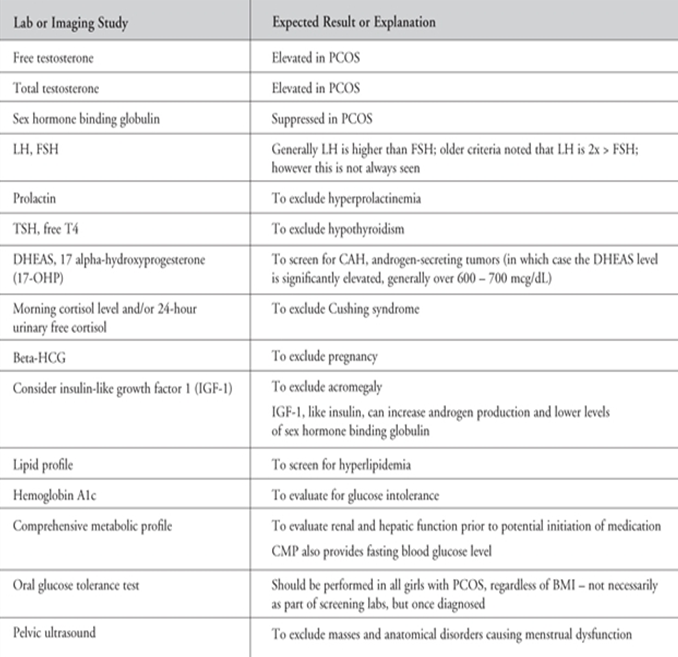 Lab or Imaging Study
Expected Result or Explanation
Free testosterone
Elevated in PCOS
Total testosterone
Elevated in PCOS
Sex hormone binding globulin
Suppressed in PCOS
LH, FSH
Generally LH is higher than FSH; older criteria noted that LH is 2x > FSH;
however this is not always seen
Prolactin
To exclude hyperprolactinemia
TSH, free T4
To exclude hypothyroidism
DHEAS, 17 alpha-hydroxyprogesterone
(17-OHP)
To screen for CAH, androgen-secreting tumors (in which case the DHEAS level
is significantly elevated, generally over 600 – 700 mcg/dL)
Morning cortisol level and/or 24-hour
urinary free cortisol
To exclude Cushing syndrome
Beta-HCG
To exclude pregnancy
Consider insulin-like growth factor 1 (IGF-1)
To exclude acromegaly
IGF-1, like insulin, can increase androgen production and lower levels
of sex hormone binding globulin
Lipid profile
To screen for hyperlipidemia
Hemoglobin A1c
To evaluate for glucose intolerance
Comprehensive metabolic profile
To evaluate renal and hepatic function prior to potential initiation of medication
CMP also provides fasting blood glucose level
Oral glucose tolerance test
Should be performed in all girls with PCOS, regardless of BMI – not necessarily
as part of screening labs, but once diagnosed
Pelvic ultrasound
To exclude masses and anatomical disorders causing menstrual dysfunction